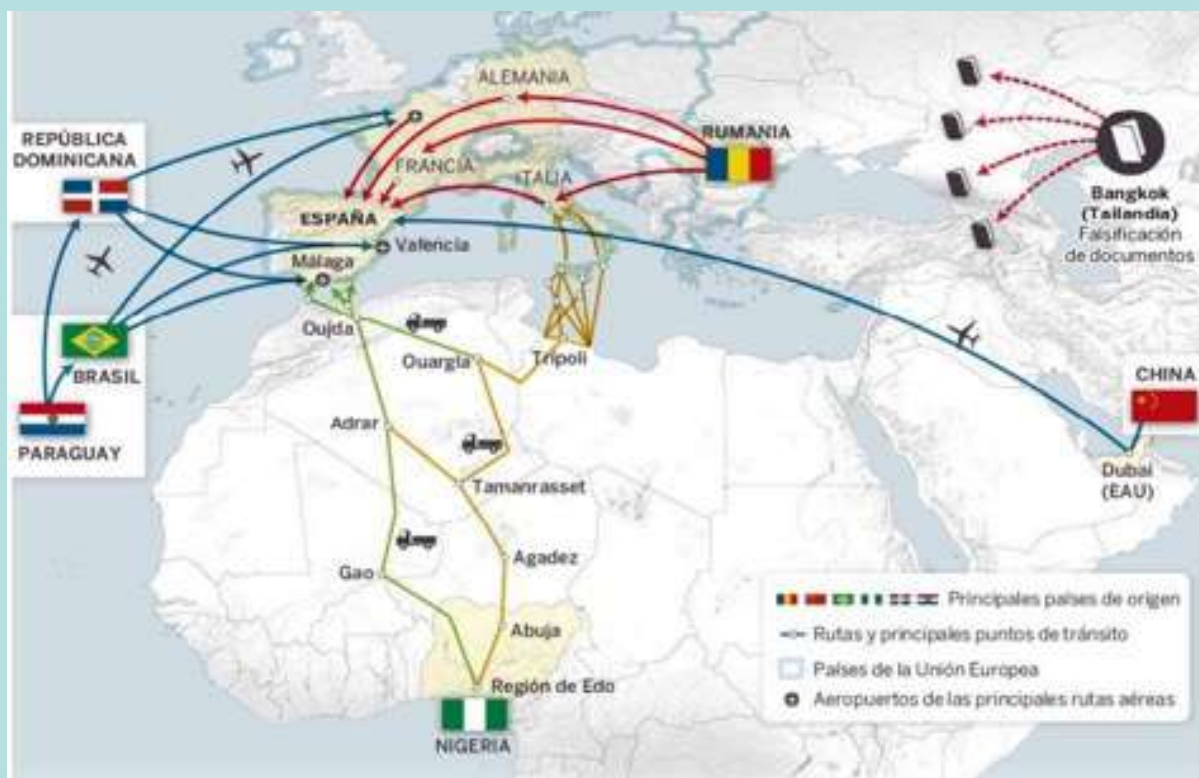 ALEMANIA
REPÚBLICA
DOMINICANA
RUMANIA
FRANCIA
ITALIA
Bangkok
(Tailandia)
Falsificación
de documentos
ESPAÑA
Valencia
Málaga
Oujda
Ouargla
Trípoli
BRASIL
CHINA
PARAGUAY
Adrar
Dubai
(EAU)
Tamanrasset
Agadez
Gao
Abuja
Región de Edo
NIGERIA
Principales países de origen
Rutas y principales puntos de tránsito
Países de la Unión Europea
Aeropuertos de las principales rutas aéreas